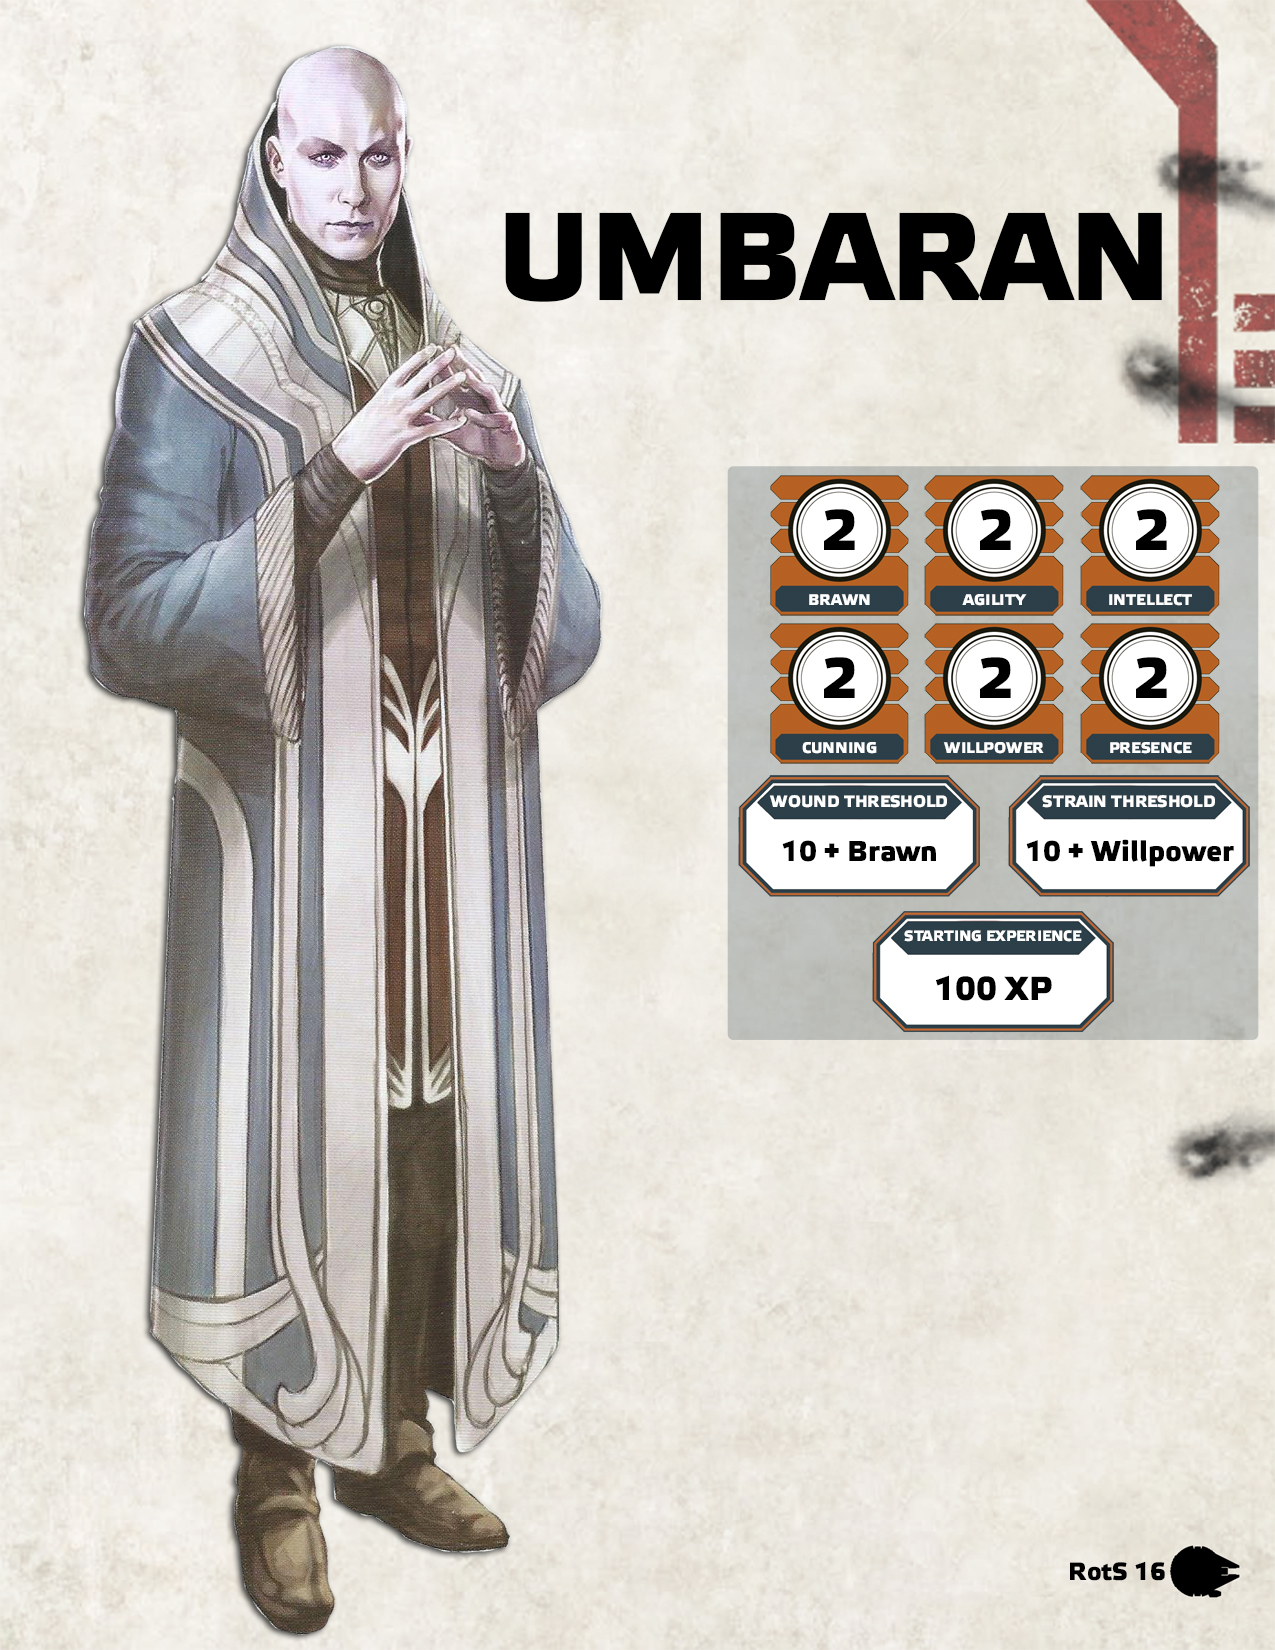 UMBARAN
2 2 2
BRAWN AGILITY INTELLECT
2 2 2
CUNNING WILLPOWER PRESENCE
WOUND THRESHOLD STRAIN THRESHOLD
10 + Brawn 10 + Willpower
STARTING EXPERIENCE
100 XP
RotS 16